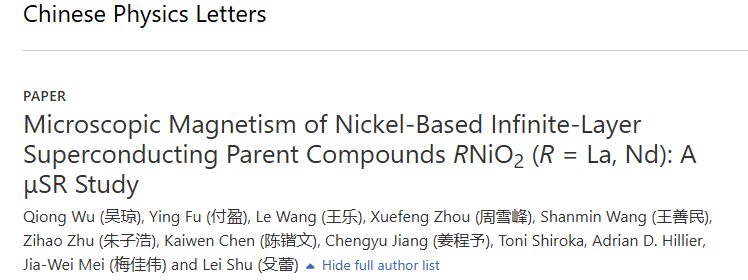 Chinese Physics Letters
PAPER
Microscopic Magnetism of Nickel-Based Infinite-Layer
Superconducting Parent Compounds RNiO₂ (R = La, Nd): A
μSR Study
Qiong Wu (吴琼), Ying Fu (付盈), Le Wang (王乐), Xuefeng Zhou (周雪峰), Shanmin Wang (王善民),
Zihao Zhu (朱子浩), Kaiwen Chen (陈锴文), Chengyu Jiang (姜程予), Toni Shiroka, Adrian D. Hillier,
Jia-Wei Mei (梅佳伟) and Lei Shu (殳蕾) ▲ Hide full author list